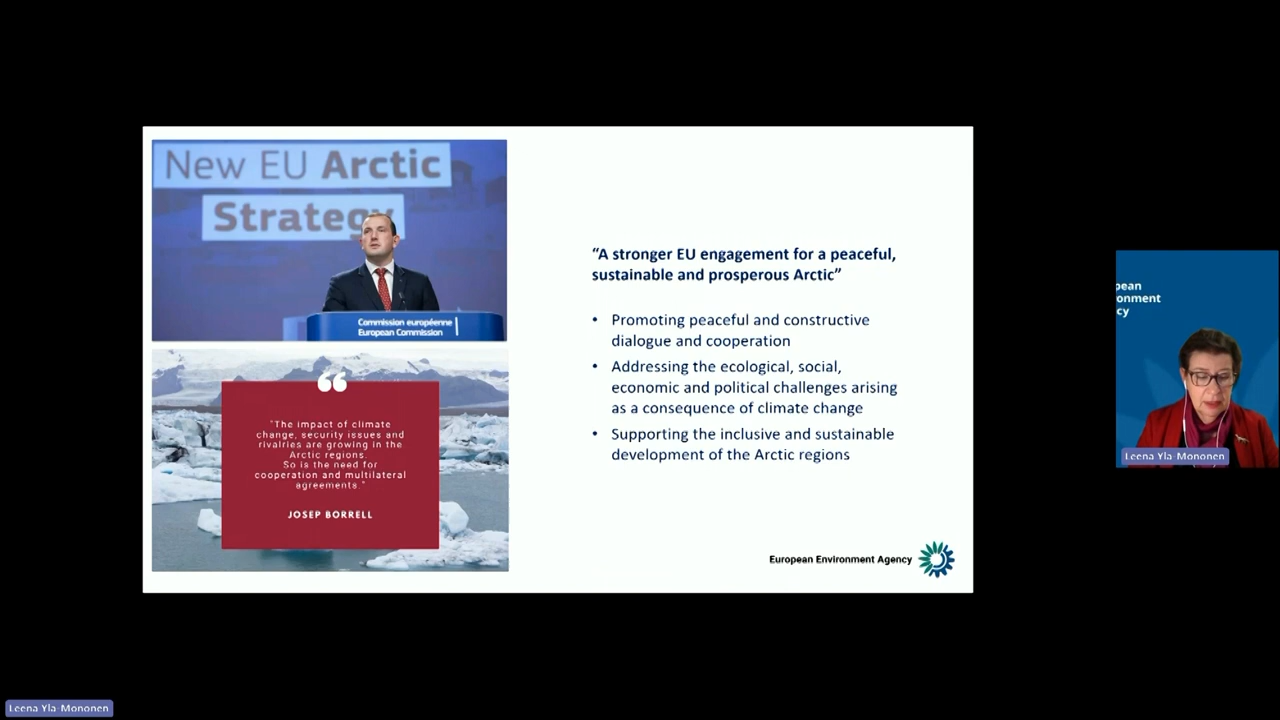 New EU Arctic
Strategy
Commission européenne
European Commission
"The impact of climate
change, security issues and
rivalries are growing in the
Arctic regions.
So is the need for
cooperation and multilateral
agreements."
JOSEP BORRELL
“A stronger EU engagement for a peaceful,
sustainable and prosperous Arctic”
• Promoting peaceful and constructive
dialogue and cooperation
• Addressing the ecological, social,
economic and political challenges arising
as a consequence of climate change
• Supporting the inclusive and sustainable
development of the Arctic regions
European Environment Agency
pean
onment
cy
Leena Yla-Mononen
Leena Yla-Mononen